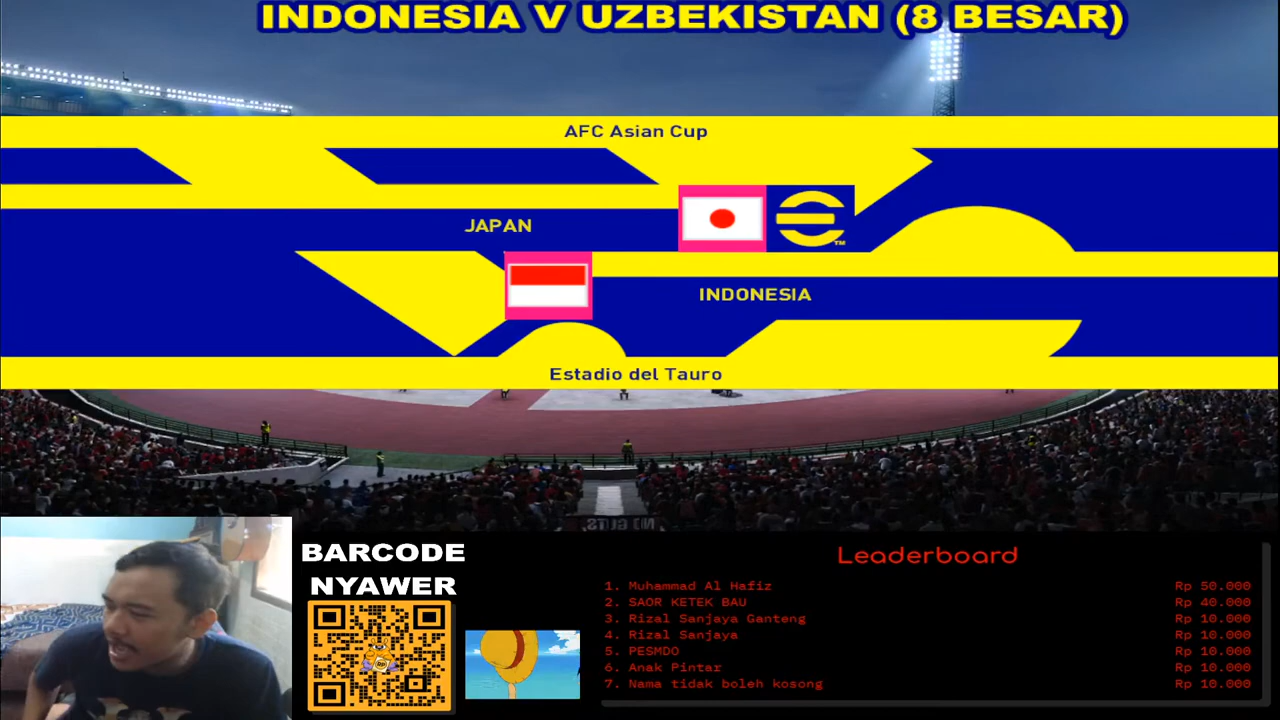 INDONESIA V UZBEKISTAN (8 BESAR)
AFC Asian Cup
JAPAN
TM
INDONESIA
Estadio del Tauro
BARCODE
NYAWER
Leaderboard
1. Muhammad Al Hafiz Rp 50.000
2. SAOR KETEK BAU Rp 40.000
3. Rizal Sanjaya Ganteng Rp 10.000
4. Rizal Sanjaya Rp 10.000
5. PESMDO Rp 10.000
6. Anak Pintar Rp 10.000
7. Nama tidak boleh kosong Rp 10.000